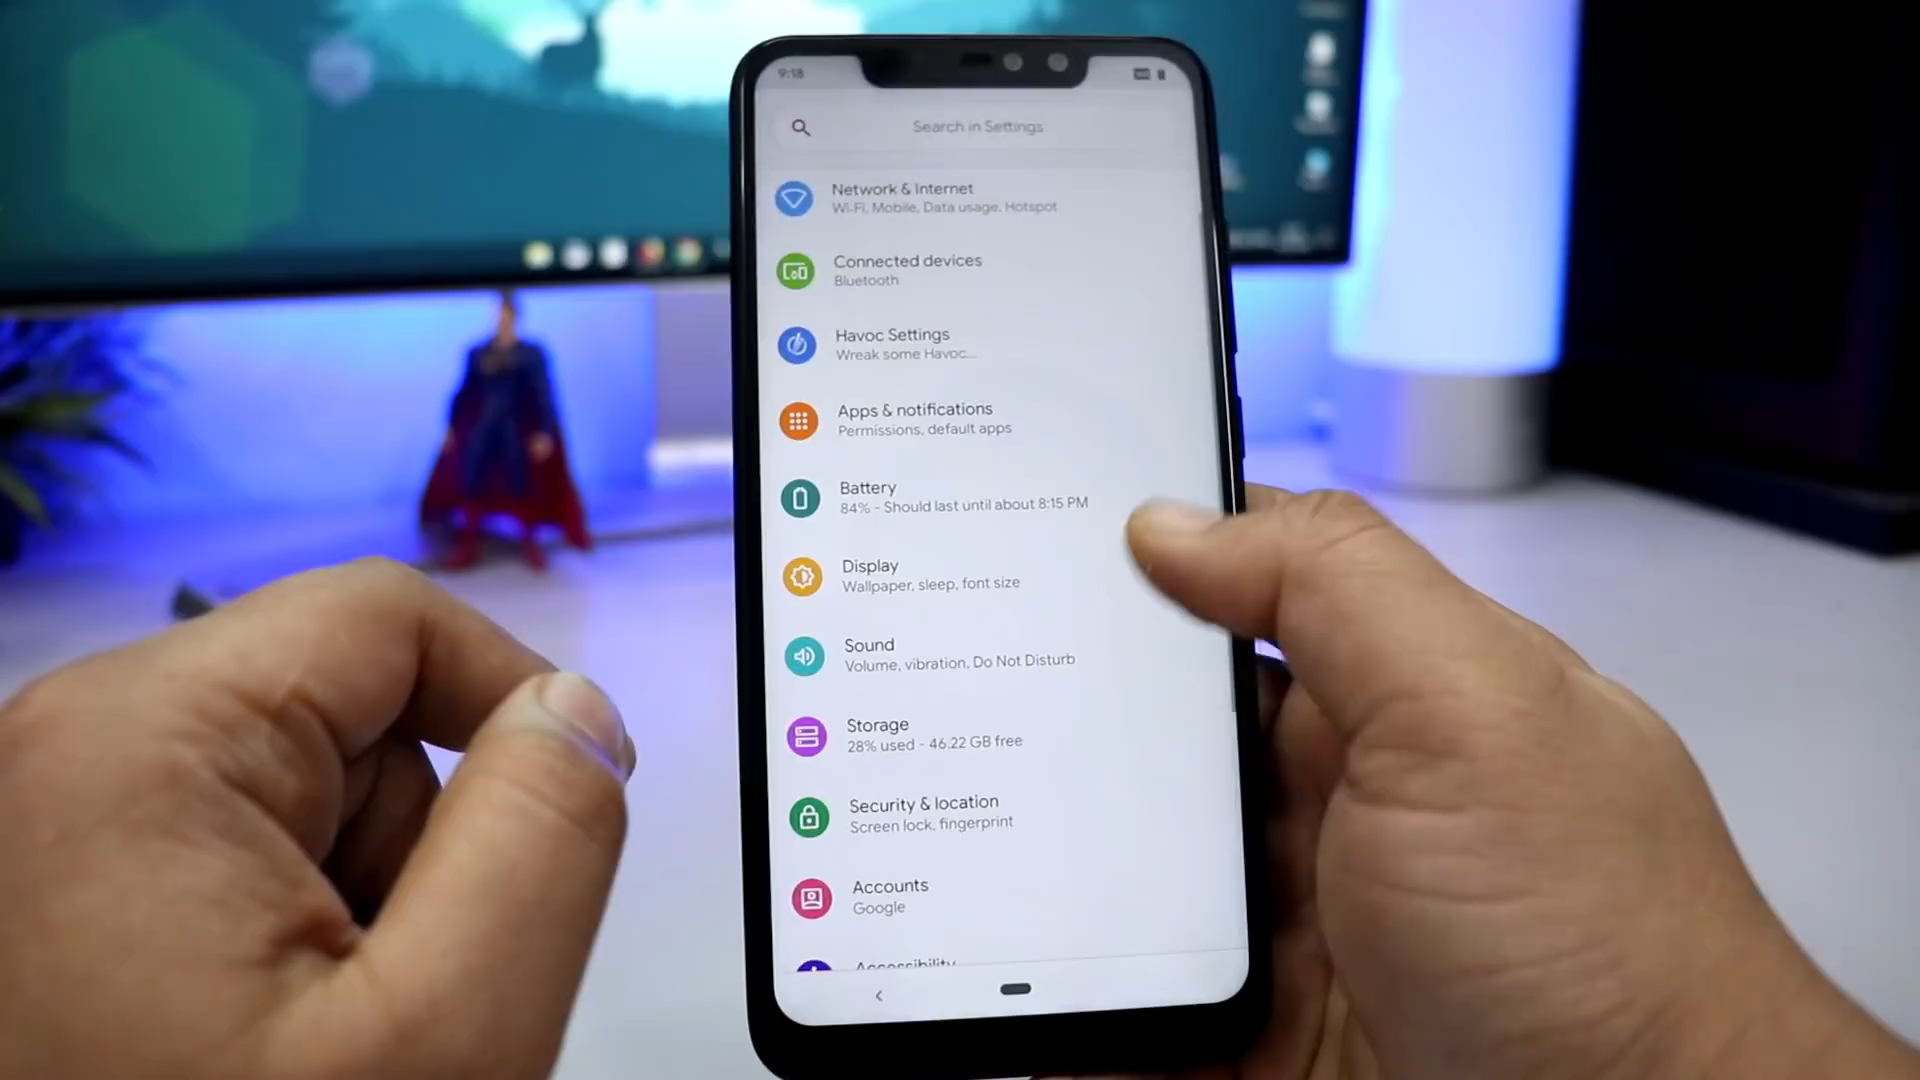 9:18
Search in Settings
Network & Internet
Wi-Fi, Mobile, Data usage, Hotspot
Connected devices
Bluetooth
Havoc Settings
Wreak some Havoc...
Apps & notifications
Permissions, default apps
Battery
84% - Should last until about 8:15 PM
Display
Wallpaper, sleep, font size
Sound
Volume, vibration, Do Not Disturb
Storage
28% used - 46.22 GB free
Security & location
Screen lock, fingerprint
Accounts
Google
Accessibility